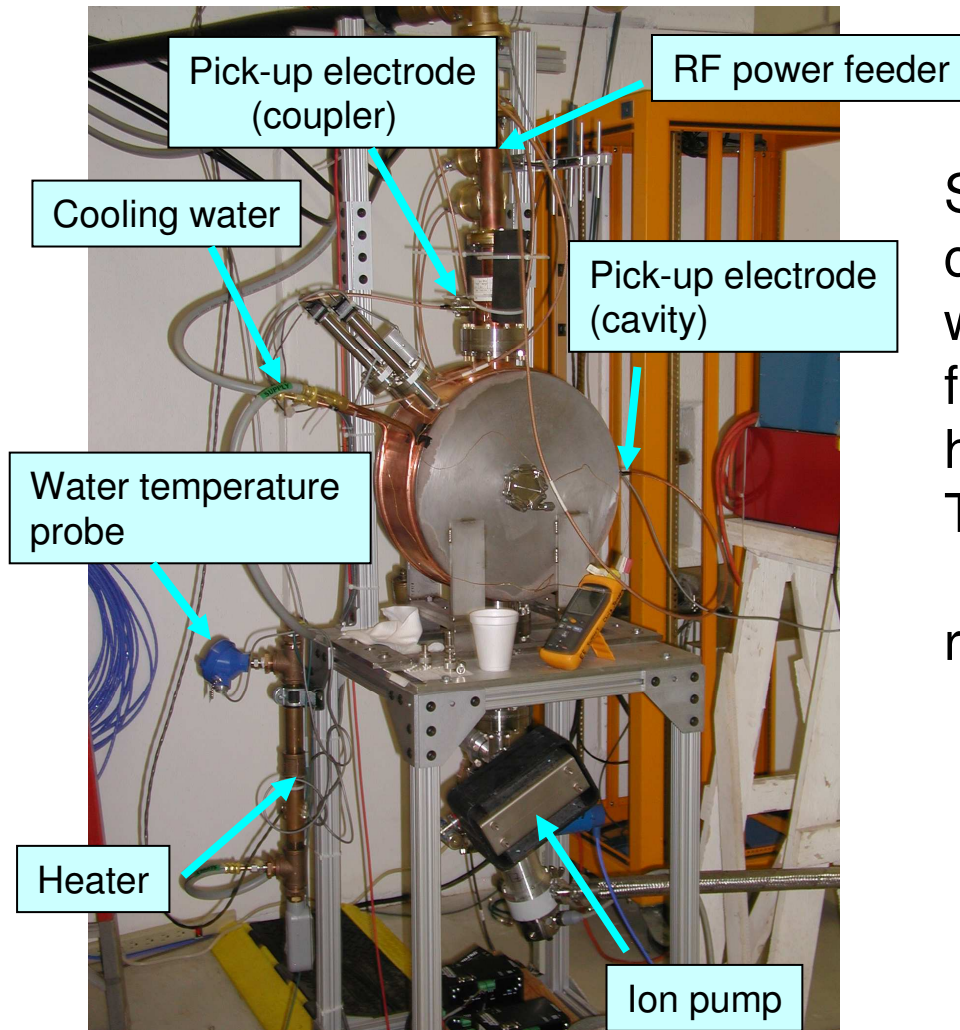 Pick-up electrode
(coupler)
RF power feeder
Cooling water
SUPPLY
Pick-up electrode
(cavity)
Water temperature
probe
Heater
Ion pump
S
w
f
h
T
r